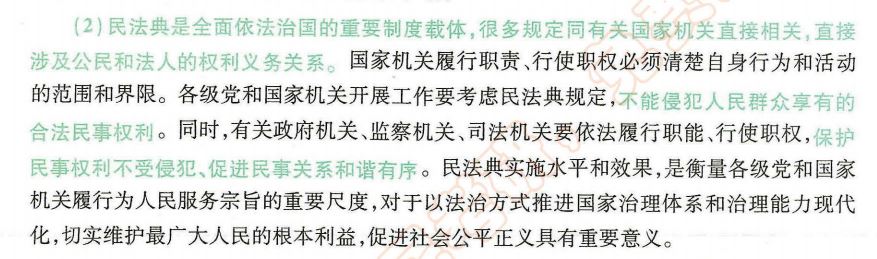 (2)民法典是全面依法治国的重要制度载体,很多规定同有关国家机关直接相关,直接
涉及公民和法人的权利义务关系。国家机关履行职责、行使职权必须清楚自身行为和活动
的范围和界限。各级党和国家机关开展工作要考虑民法典规定,不能侵犯人民群众享有的
合法民事权利。同时,有关政府机关、监察机关、司法机关要依法履行职能、行使职权,保护
民事权利不受侵犯、促进民事关系和谐有序。民法典实施水平和效果,是衡量各级党和国家
机关履行为人民服务宗旨的重要尺度,对于以法治方式推进国家治理体系和治理能力现代
化,切实维护最广大人民的根本利益,促进社会公平正义具有重要意义。